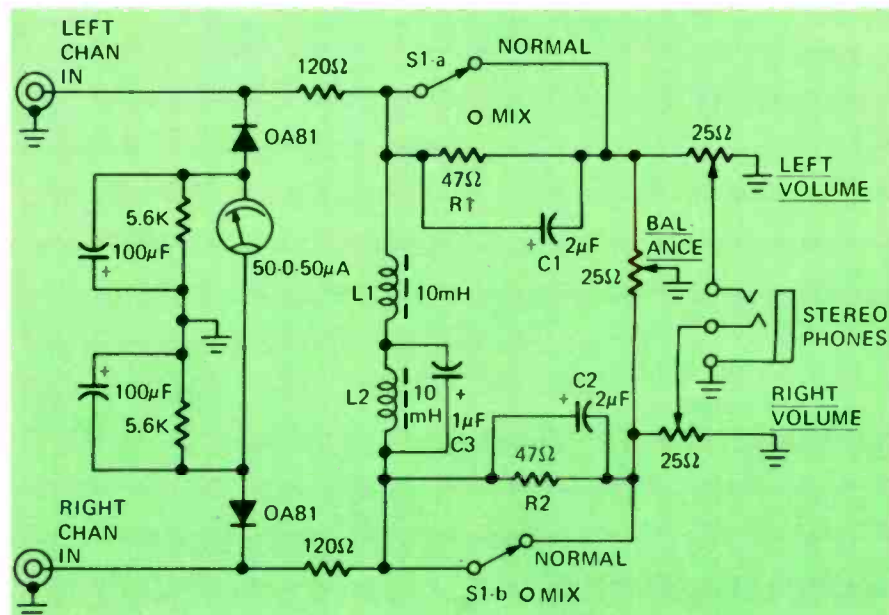 LEFT
CHAN
IN
120Ω
S1-a
NORMAL
MIX
OA81
47Ω
R1
25Ω
LEFT
VOLUME
5.6K
100µF
+
50-0-50µA
+
2µF
C1
BAL-
ANCE
25Ω
L1
10mH
STEREO
PHONES
+
100µF
5.6K
L2
10
mH
+
1µF
C3
C2
+
2µF
47Ω
R2
RIGHT
VOLUME
25Ω
RIGHT
CHAN
IN
OA81
120Ω
NORMAL
S1-b
MIX